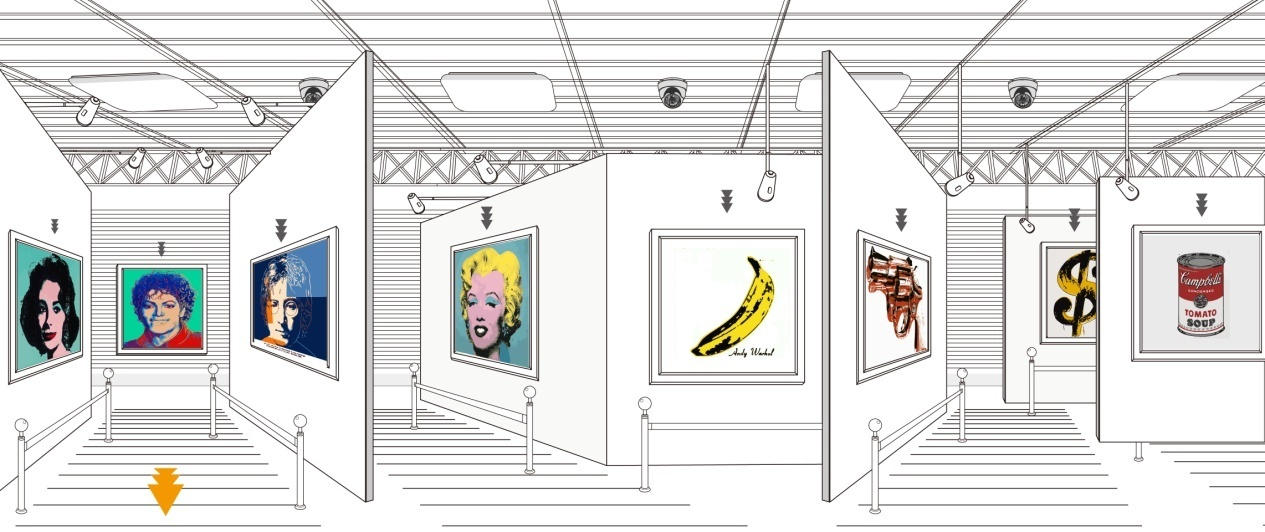 Andy Warhol
Campbell's
CONDENSED
TOMATO
SOUP